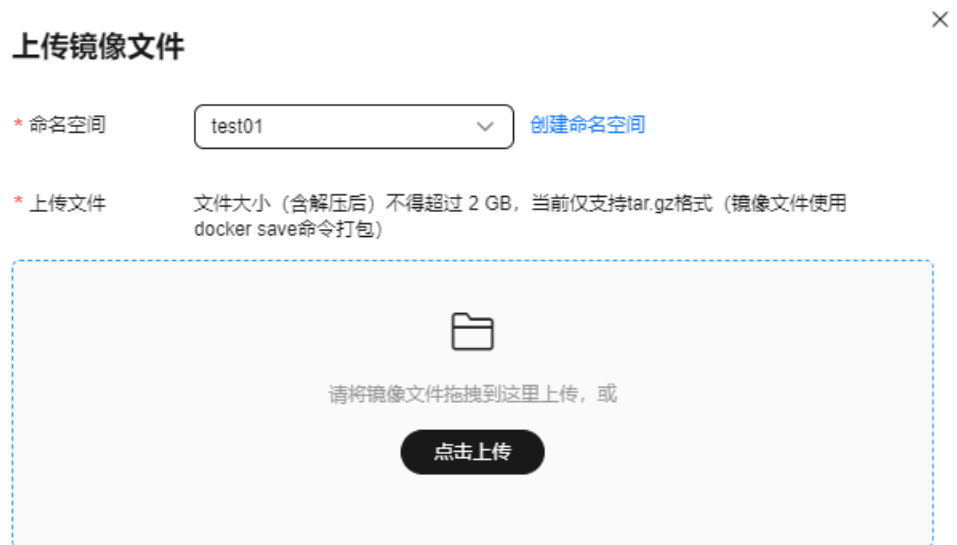 上传镜像文件
* 命名空间 test01 创建命名空间
* 上传文件 文件大小（含解压后）不得超过 2 GB，当前仅支持tar.gz格式（镜像文件使用
docker save命令打包）
请将镜像文件拖拽到这里上传，或
点击上传